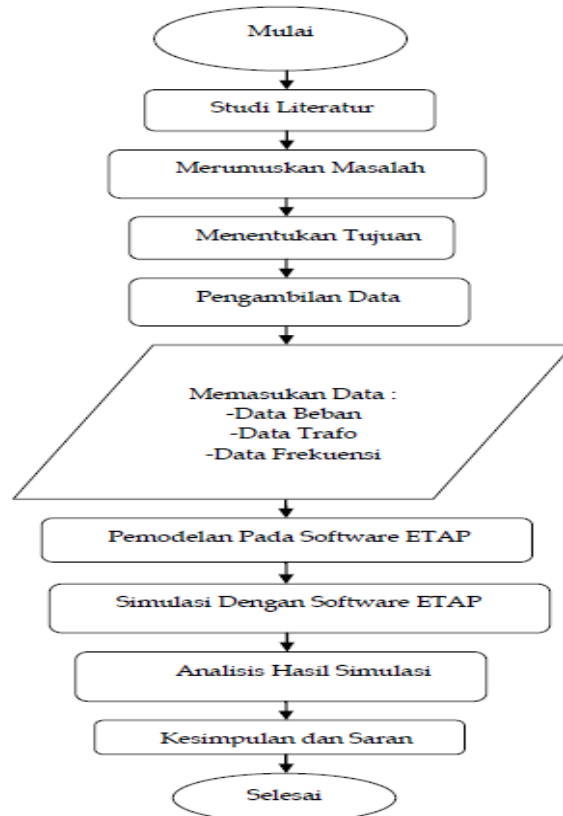 Mulai
Studi Literatur
Merumuskan Masalah
Menentukan Tujuan
Pengambilan Data
Memasukan Data :
-Data Beban
-Data Trafo
-Data Frekuensi
Pemodelan Pada Software ETAP
Simulasi Dengan Software ETAP
Analisis Hasil Simulasi
Kesimpulan dan Saran
Selesai